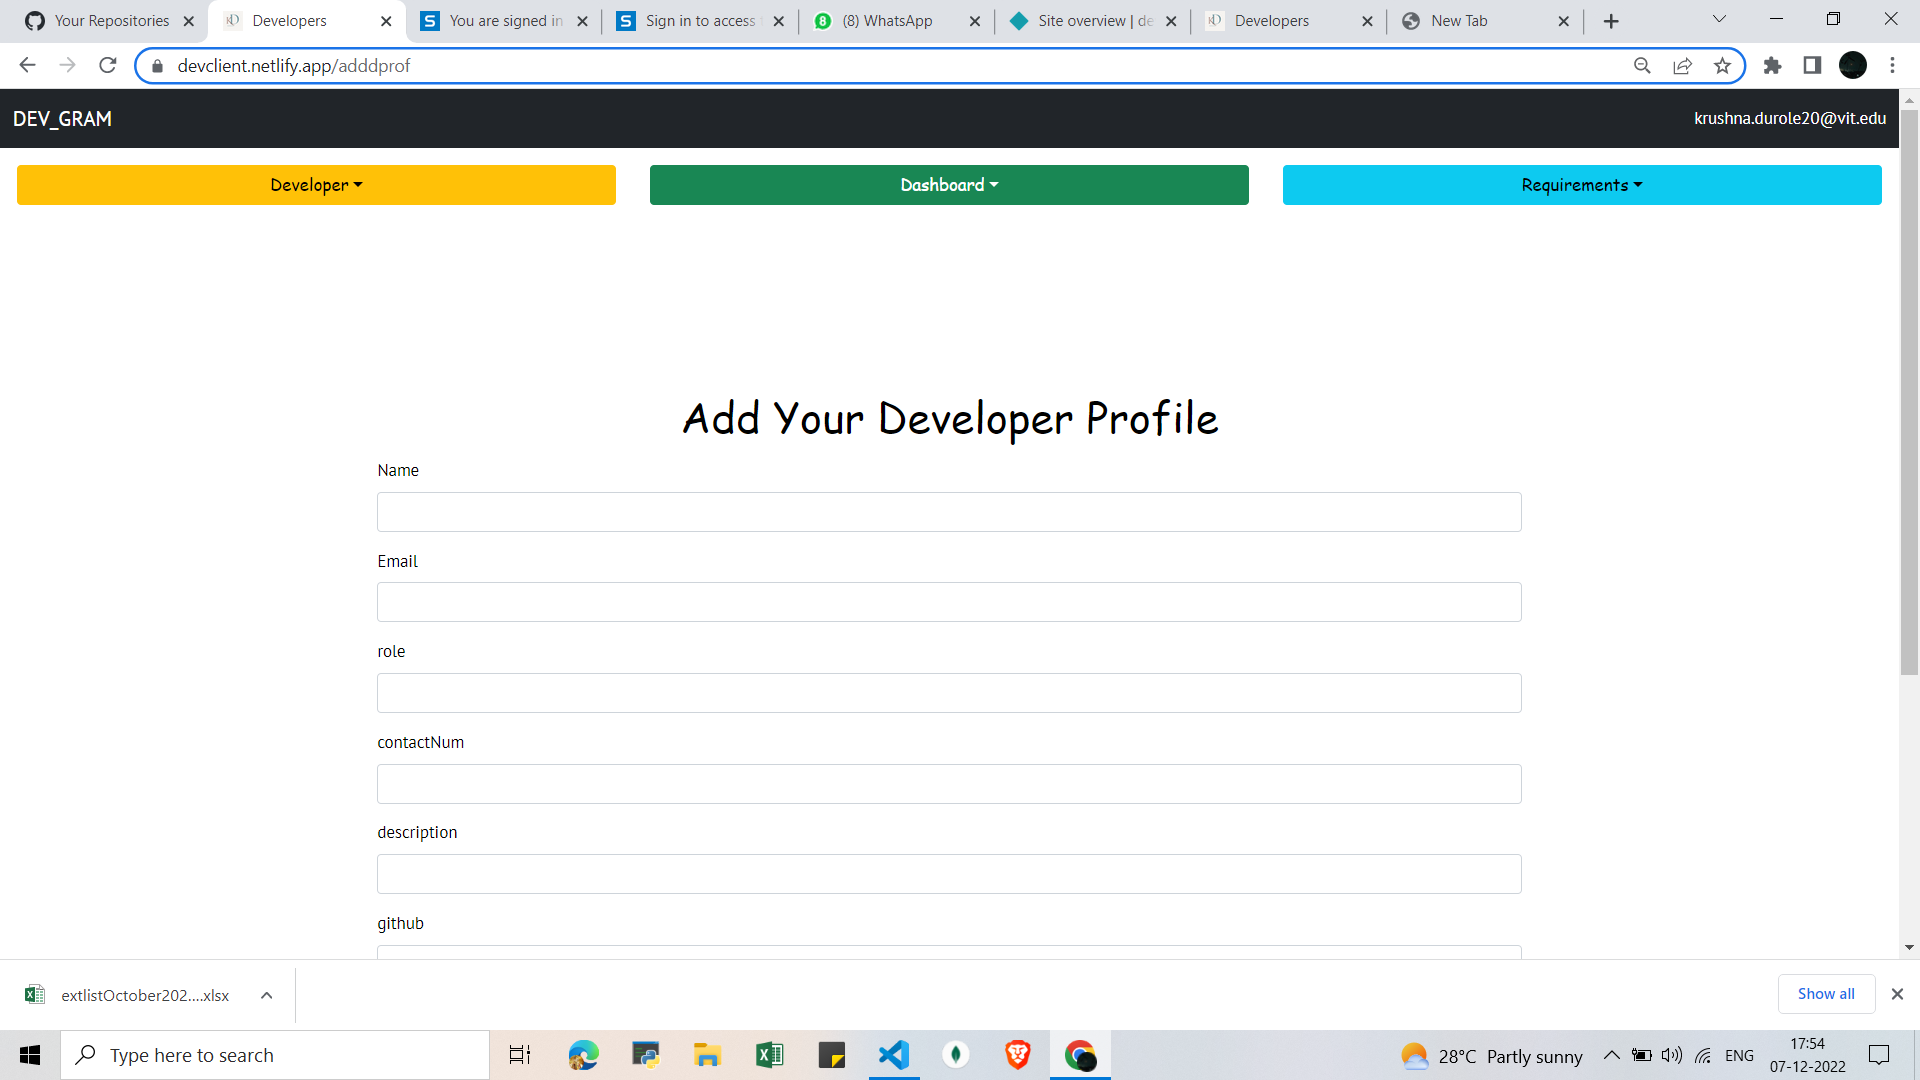 Your Repositories
Developers
You are signed in
Sign in to access
(8) WhatsApp
Site overview | de
Developers
New Tab
devclient.netlify.app/adddprof
DEV_GRAM
krushna.durole20@vit.edu
Developer
Dashboard
Requirements
Add Your Developer Profile
Name
Email
role
contactNum
description
github
extlistOctober202....xlsx
Show all
Type here to search
28°C Partly sunny
ENG
17:54
07-12-2022